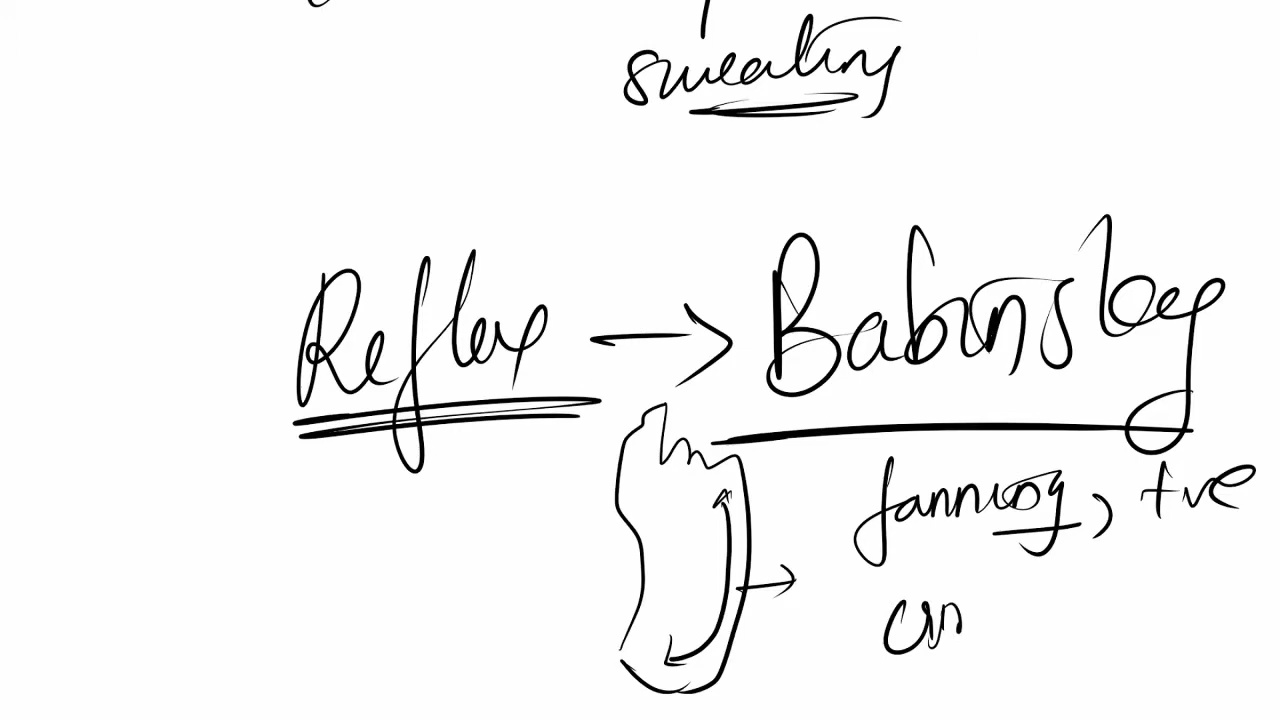 sweating
Reflex → Babinsky
fanning, +ve